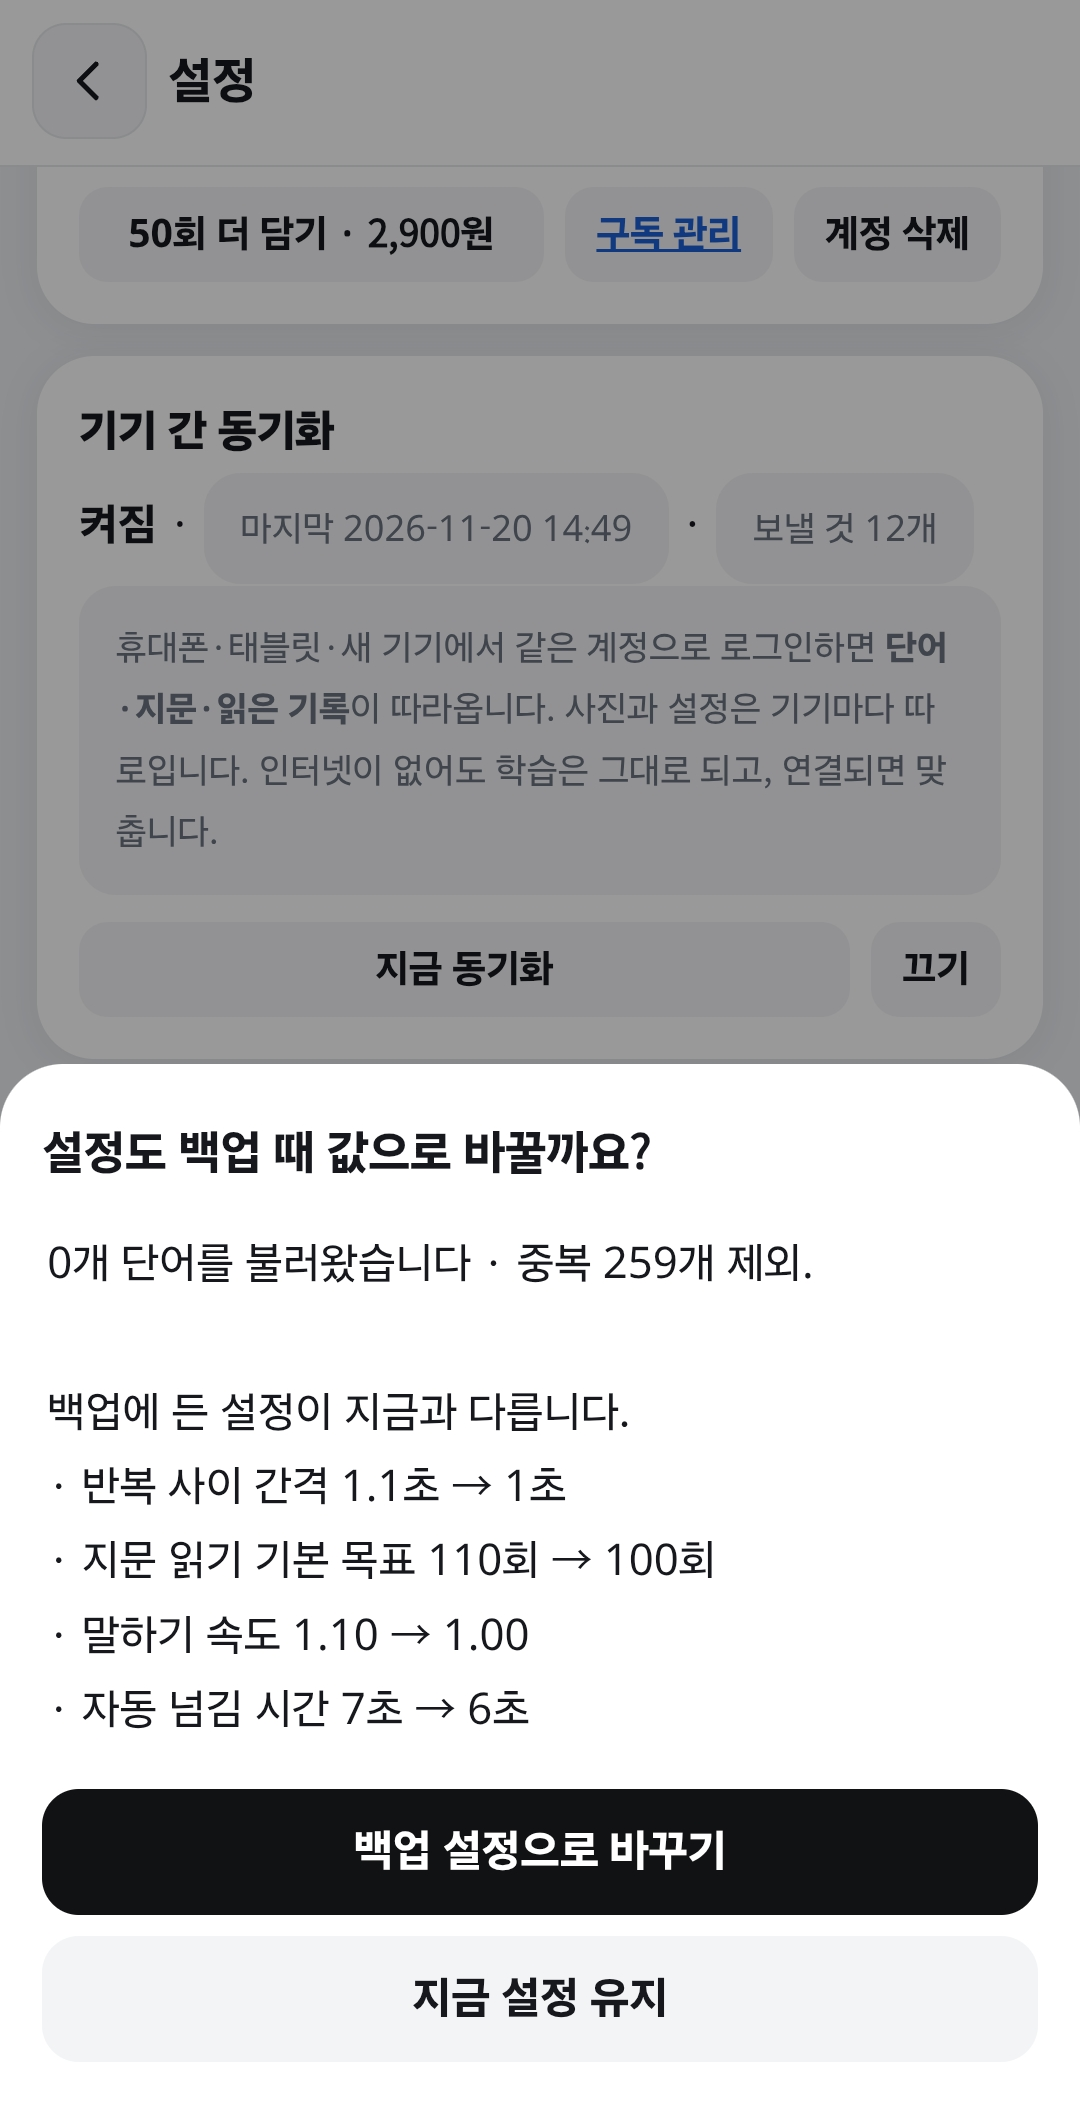 설정
50회 더 담기 · 2,900원 구독 관리 계정 삭제
기기 간 동기화
켜짐 · 마지막 2026-11-20 14:49 · 보낼 것 12개
휴대폰·태블릿·새 기기에서 같은 계정으로 로그인하면 단어
·지문·읽은 기록이 따라옵니다. 사진과 설정은 기기마다 따
로입니다. 인터넷이 없어도 학습은 그대로 되고, 연결되면 맞
춥니다.
지금 동기화 끄기
설정도 백업 때 값으로 바꿀까요?
0개 단어를 불러왔습니다 · 중복 259개 제외.
백업에 든 설정이 지금과 다릅니다.
· 반복 사이 간격 1.1초 → 1초
· 지문 읽기 기본 목표 110회 → 100회
· 말하기 속도 1.10 → 1.00
· 자동 넘김 시간 7초 → 6초
백업 설정으로 바꾸기
지금 설정 유지